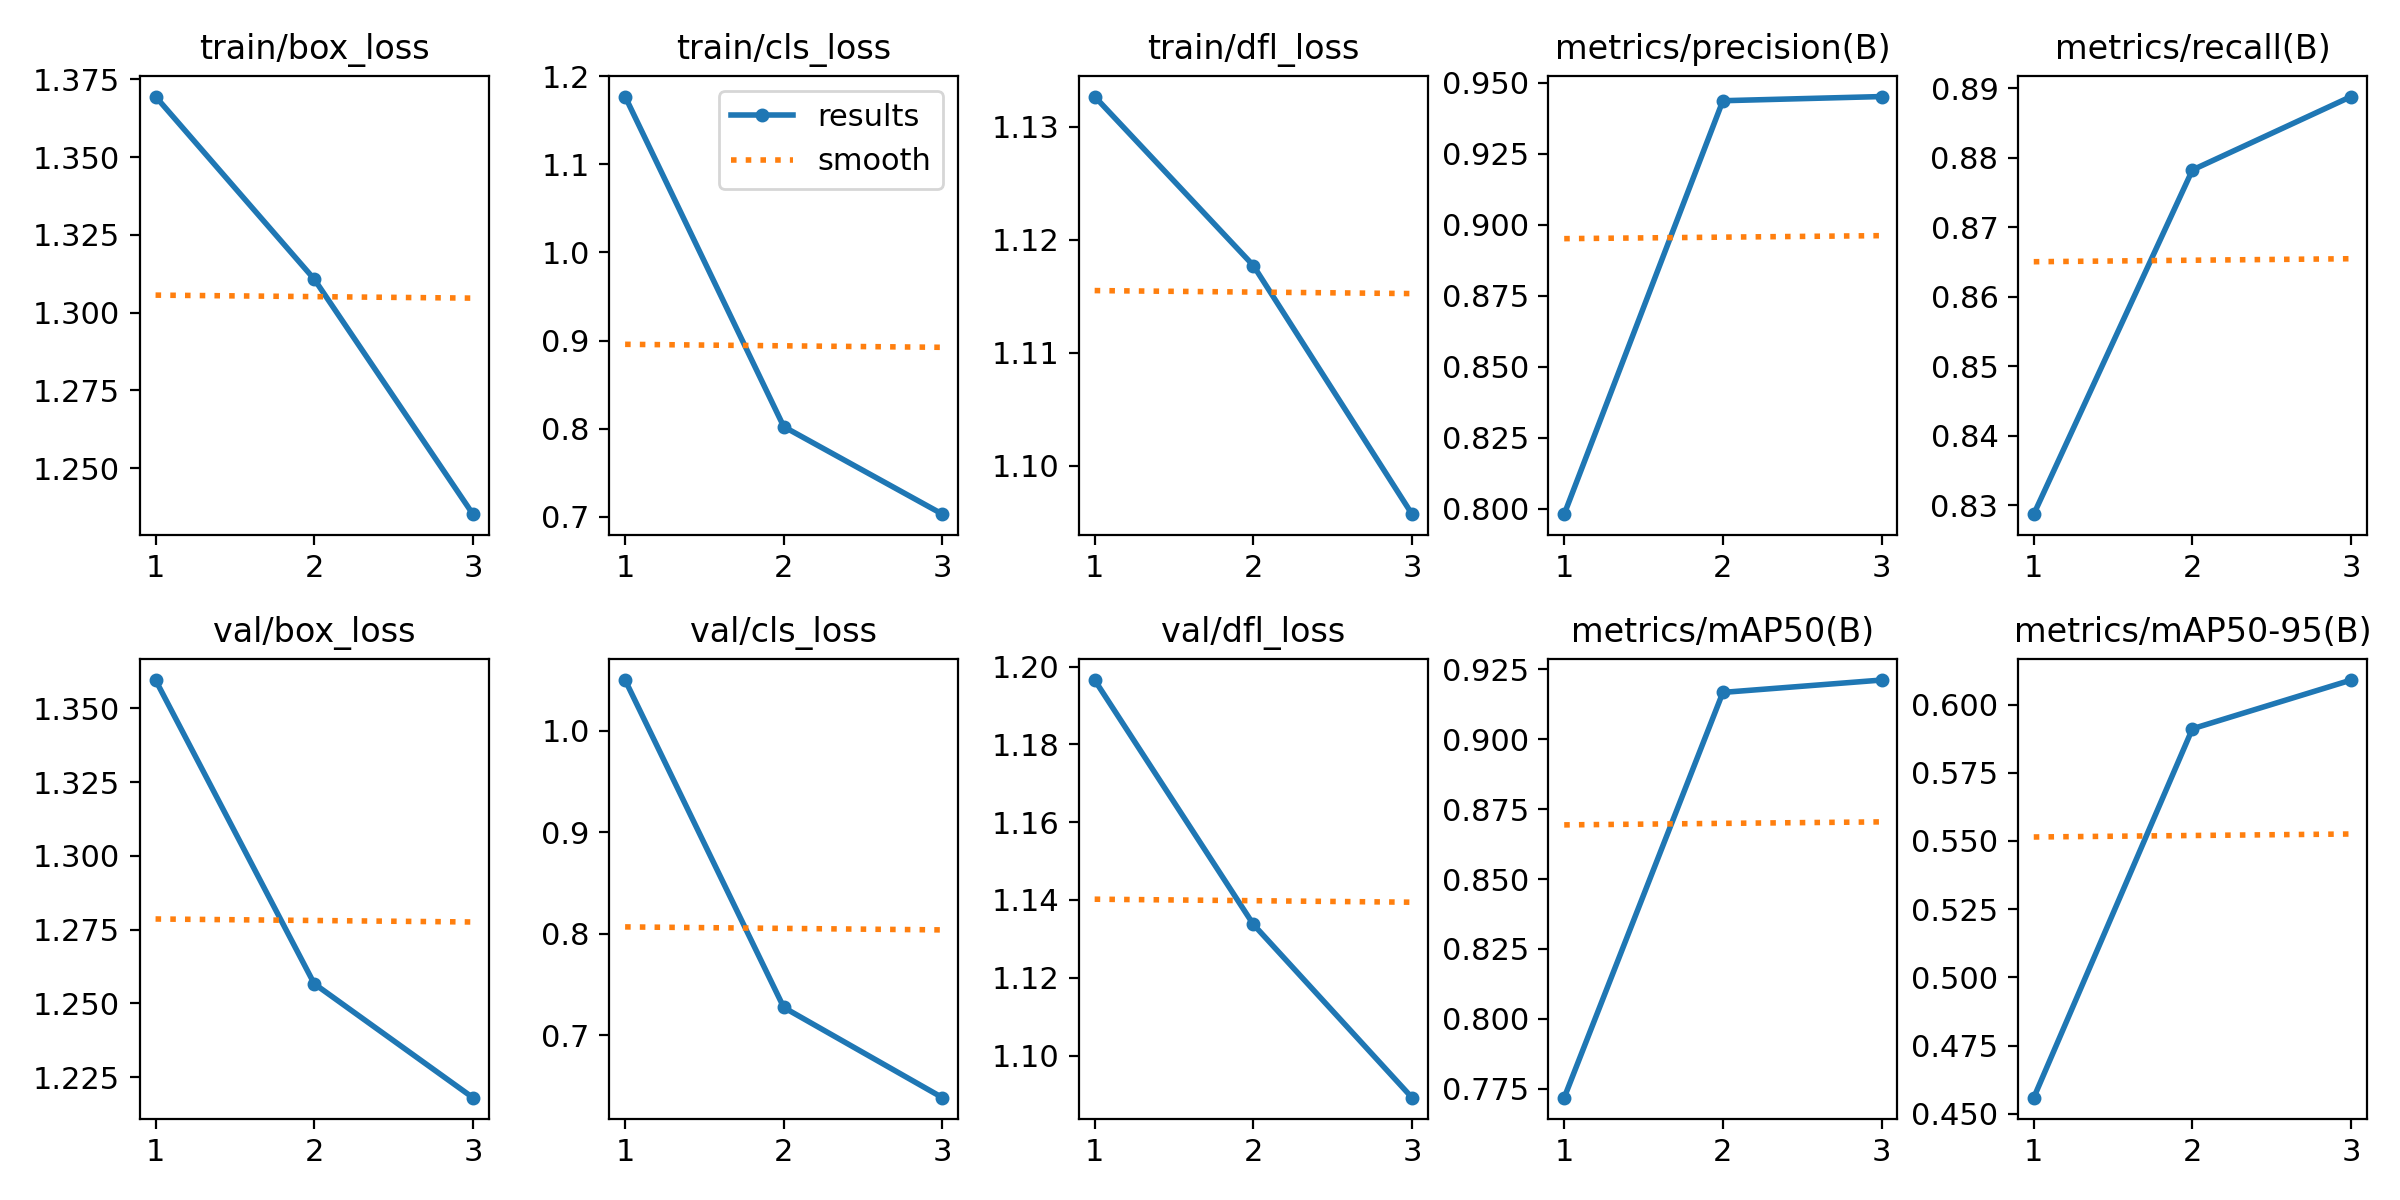 train/box_loss
1.375
1.350
1.325
1.300
1.275
1.250
1 2 3
train/cls_loss
results
smooth
1.2
1.1
1.0
0.9
0.8
0.7
1 2 3
train/dfl_loss
1.13
1.12
1.11
1.10
1 2 3
metrics/precision(B)
0.950
0.925
0.900
0.875
0.850
0.825
0.800
1 2 3
metrics/recall(B)
0.89
0.88
0.87
0.86
0.85
0.84
0.83
1 2 3
val/box_loss
1.350
1.325
1.300
1.275
1.250
1.225
1 2 3
val/cls_loss
1.0
0.9
0.8
0.7
1 2 3
val/dfl_loss
1.20
1.18
1.16
1.14
1.12
1.10
1 2 3
metrics/mAP50(B)
0.925
0.900
0.875
0.850
0.825
0.800
0.775
1 2 3
metrics/mAP50-95(B)
0.600
0.575
0.550
0.525
0.500
0.475
0.450
1 2 3